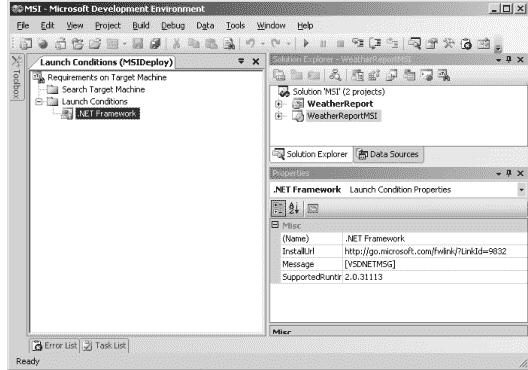 MSI - Microsoft Development Environment
File Edit View Project Build Debug Data Tools Window Help
Toolbox
Launch Conditions (MSIDeploy)
Requirements on Target Machine
Search Target Machine
Launch Conditions
.NET Framework
Solution Explorer - WeatherReportMSI
Solution 'MSI' (2 projects)
WeatherReport
WeatherReportMSI
Solution Explorer Data Sources
Properties
.NET Framework Launch Condition Properties
Misc
(Name) .NET Framework
InstallUrl http://go.microsoft.com/fwlink/?LinkId=9832
Message [VSDNETMSG]
SupportedRuntir 2.0.31113
Misc
Error List Task List
Ready